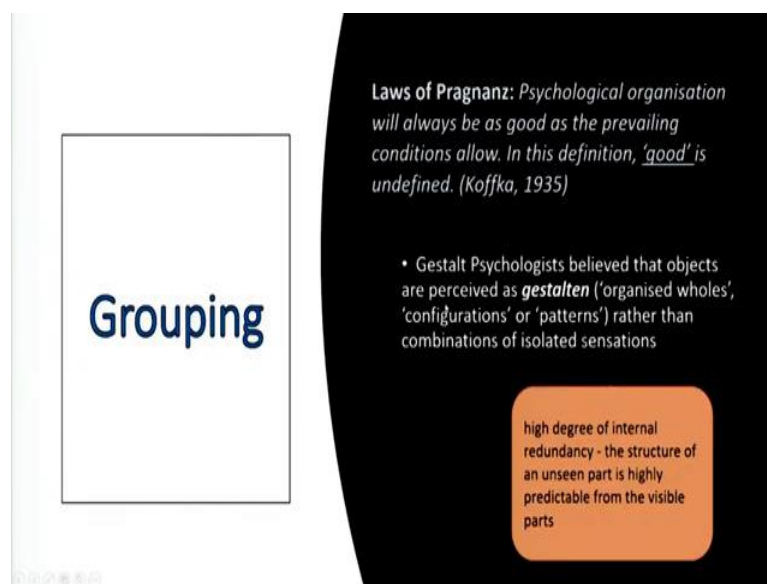 Grouping
Laws of Pragnanz: Psychological organisation
will always be as good as the prevailing
conditions allow. In this definition, ‘good’ is
undefined. (Koffka, 1935)
• Gestalt Psychologists believed that objects
are perceived as gestalten (‘organised wholes’,
‘configurations’ or ‘patterns’) rather than
combinations of isolated sensations
high degree of internal
redundancy - the structure of
an unseen part is highly
predictable from the visible
parts